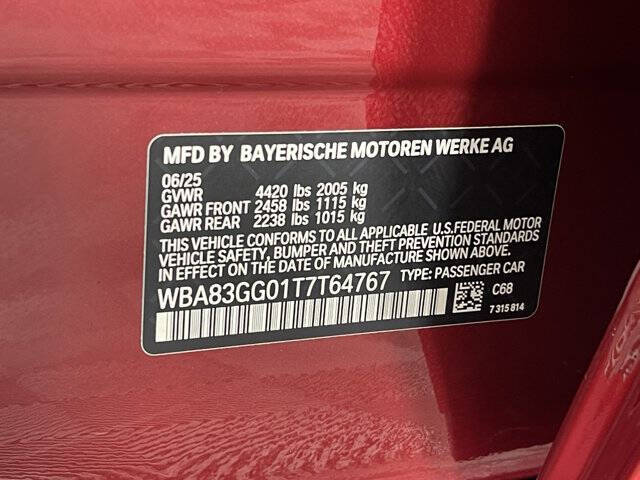 MFD BY BAYERISCHE MOTOREN WERKE AG
06/25
GVWR 4420 lbs 2005 kg
GAWR FRONT 2458 lbs 1115 kg
GAWR REAR 2238 lbs 1015 kg
THIS VEHICLE CONFORMS TO ALL APPLICABLE U.S.FEDERAL MOTOR
VEHICLE SAFETY, BUMPER AND THEFT PREVENTION STANDARDS
IN EFFECT ON THE DATE OF MANUFACTURE SHOWN ABOVE.
WBA83GG01T7T64767 TYPE: PASSENGER CAR
C68
7 315 814